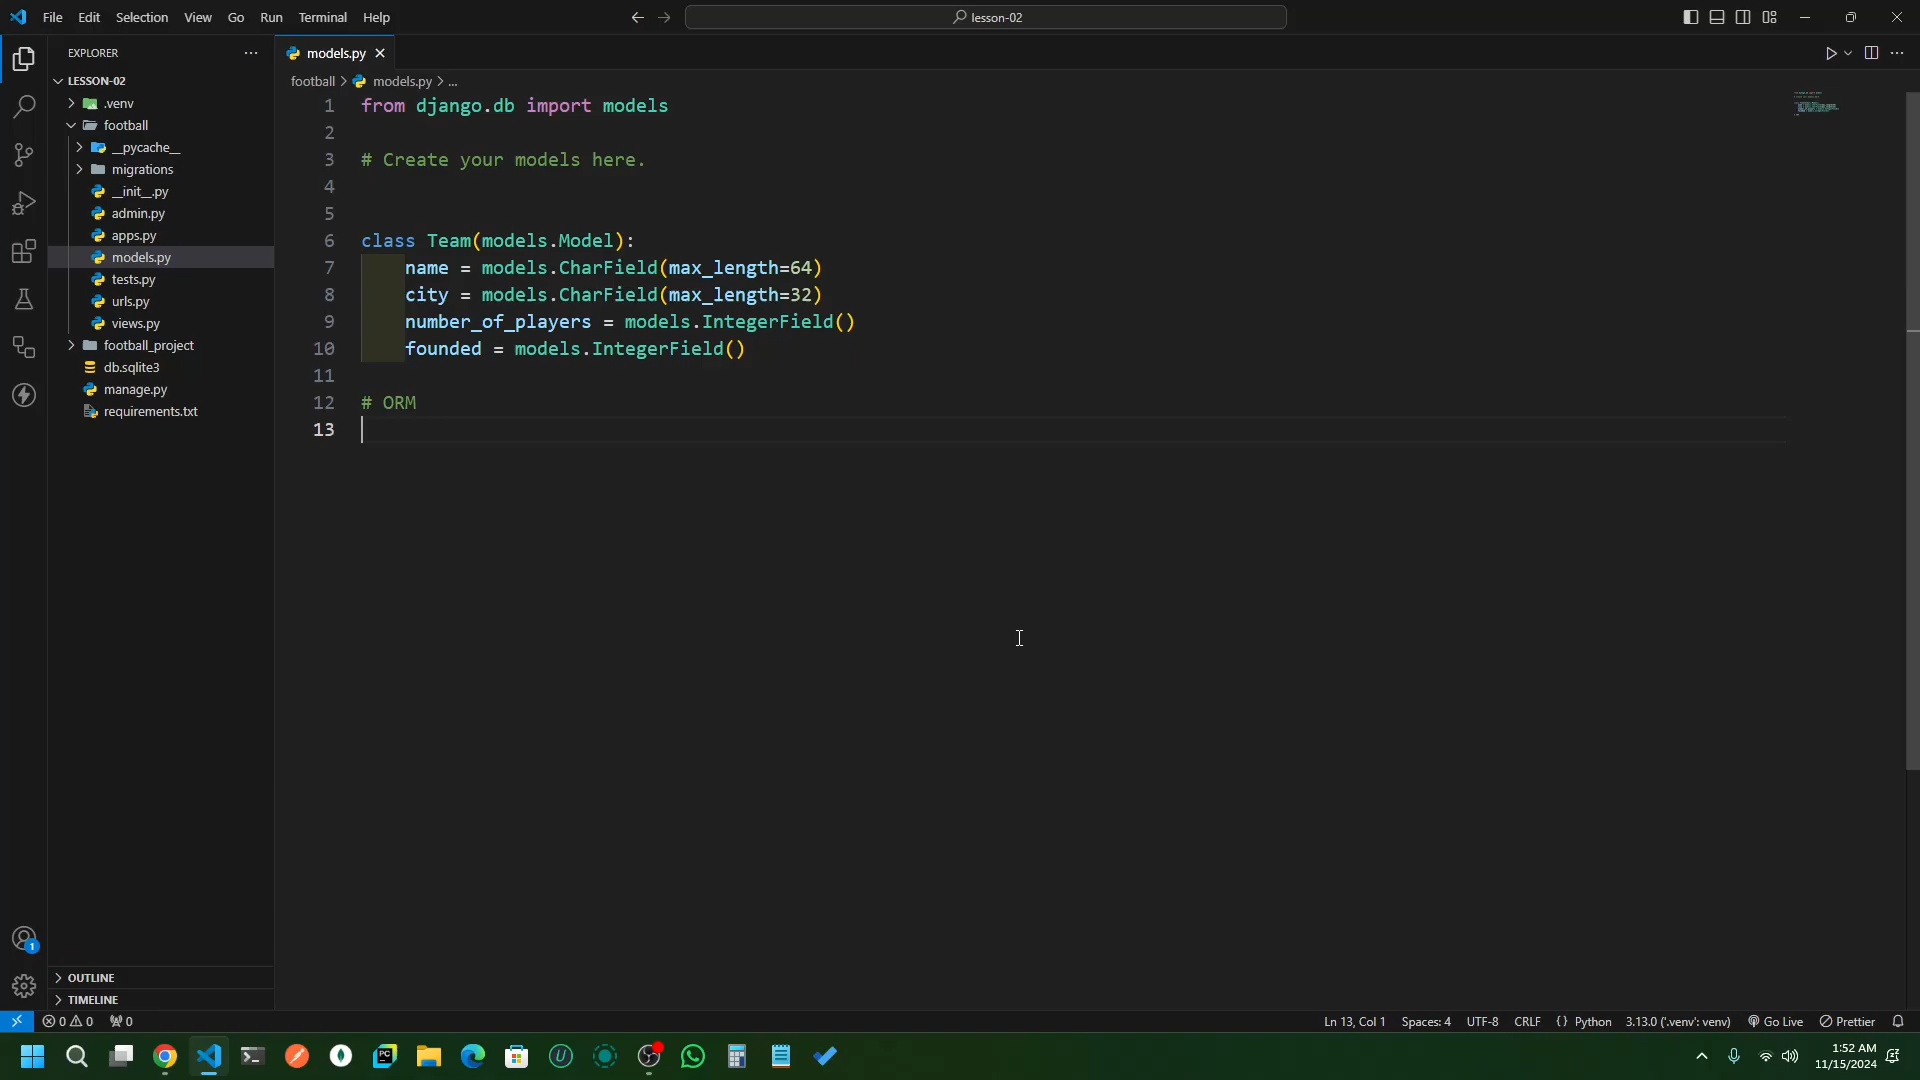 File Edit Selection View Go Run Terminal Help
lesson-02
EXPLORER
models.py
LESSON-02
football > models.py > ...
.venv
football
__pycache__
migrations
__init__.py
admin.py
apps.py
models.py
tests.py
urls.py
views.py
football_project
db.sqlite3
manage.py
requirements.txt
1 from django.db import models
2
3 # Create your models here.
4
5
6 class Team(models.Model):
7 name = models.CharField(max_length=64)
8 city = models.CharField(max_length=32)
9 number_of_players = models.IntegerField()
10 founded = models.IntegerField()
11
12 # ORM
13
1
OUTLINE
TIMELINE
0 0 0 Ln 13, Col 1 Spaces: 4 UTF-8 CRLF {} Python 3.13.0 ('.venv': venv) Go Live Prettier
PC
U
1:52 AM
11/15/2024